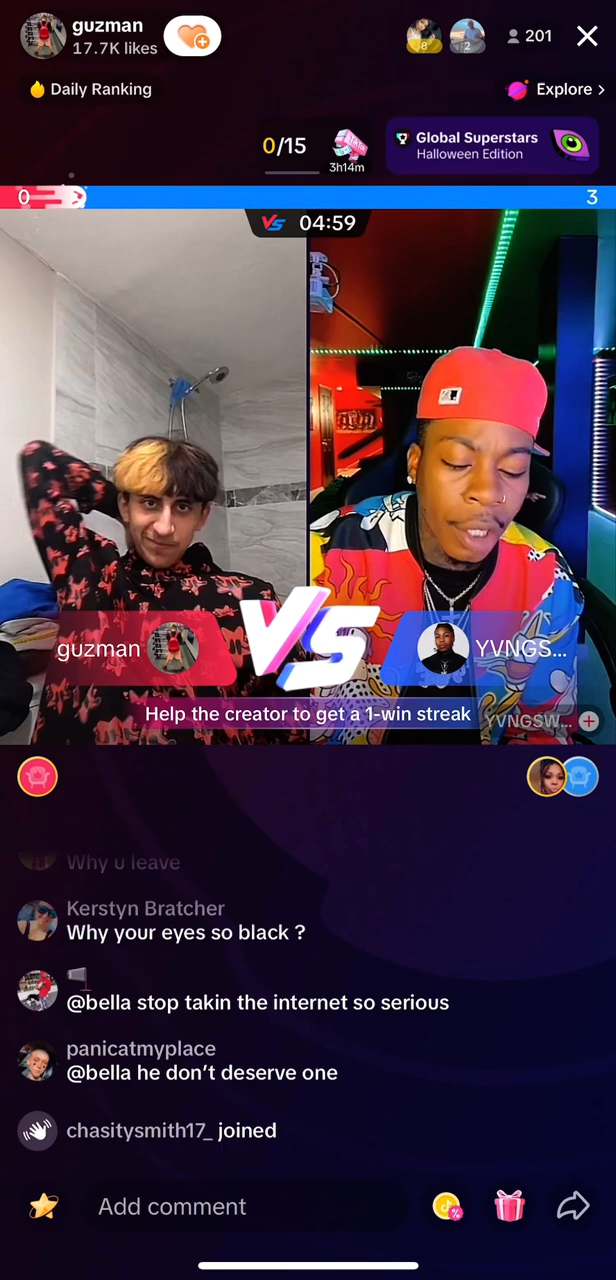 guzman
17.7K likes
8
2
201
Daily Ranking
Explore >
0/15
3h14m
Global Superstars
Halloween Edition
0
3
VS 04:59
VS
guzman
YVNGS...
Help the creator to get a 1-win streak
YVNGSW...
Why u leave
Kerstyn Bratcher
Why your eyes so black ?
@bella stop takin the internet so serious
panicatmyplace
@bella he don't deserve one
chasitysmith17_ joined
Add comment